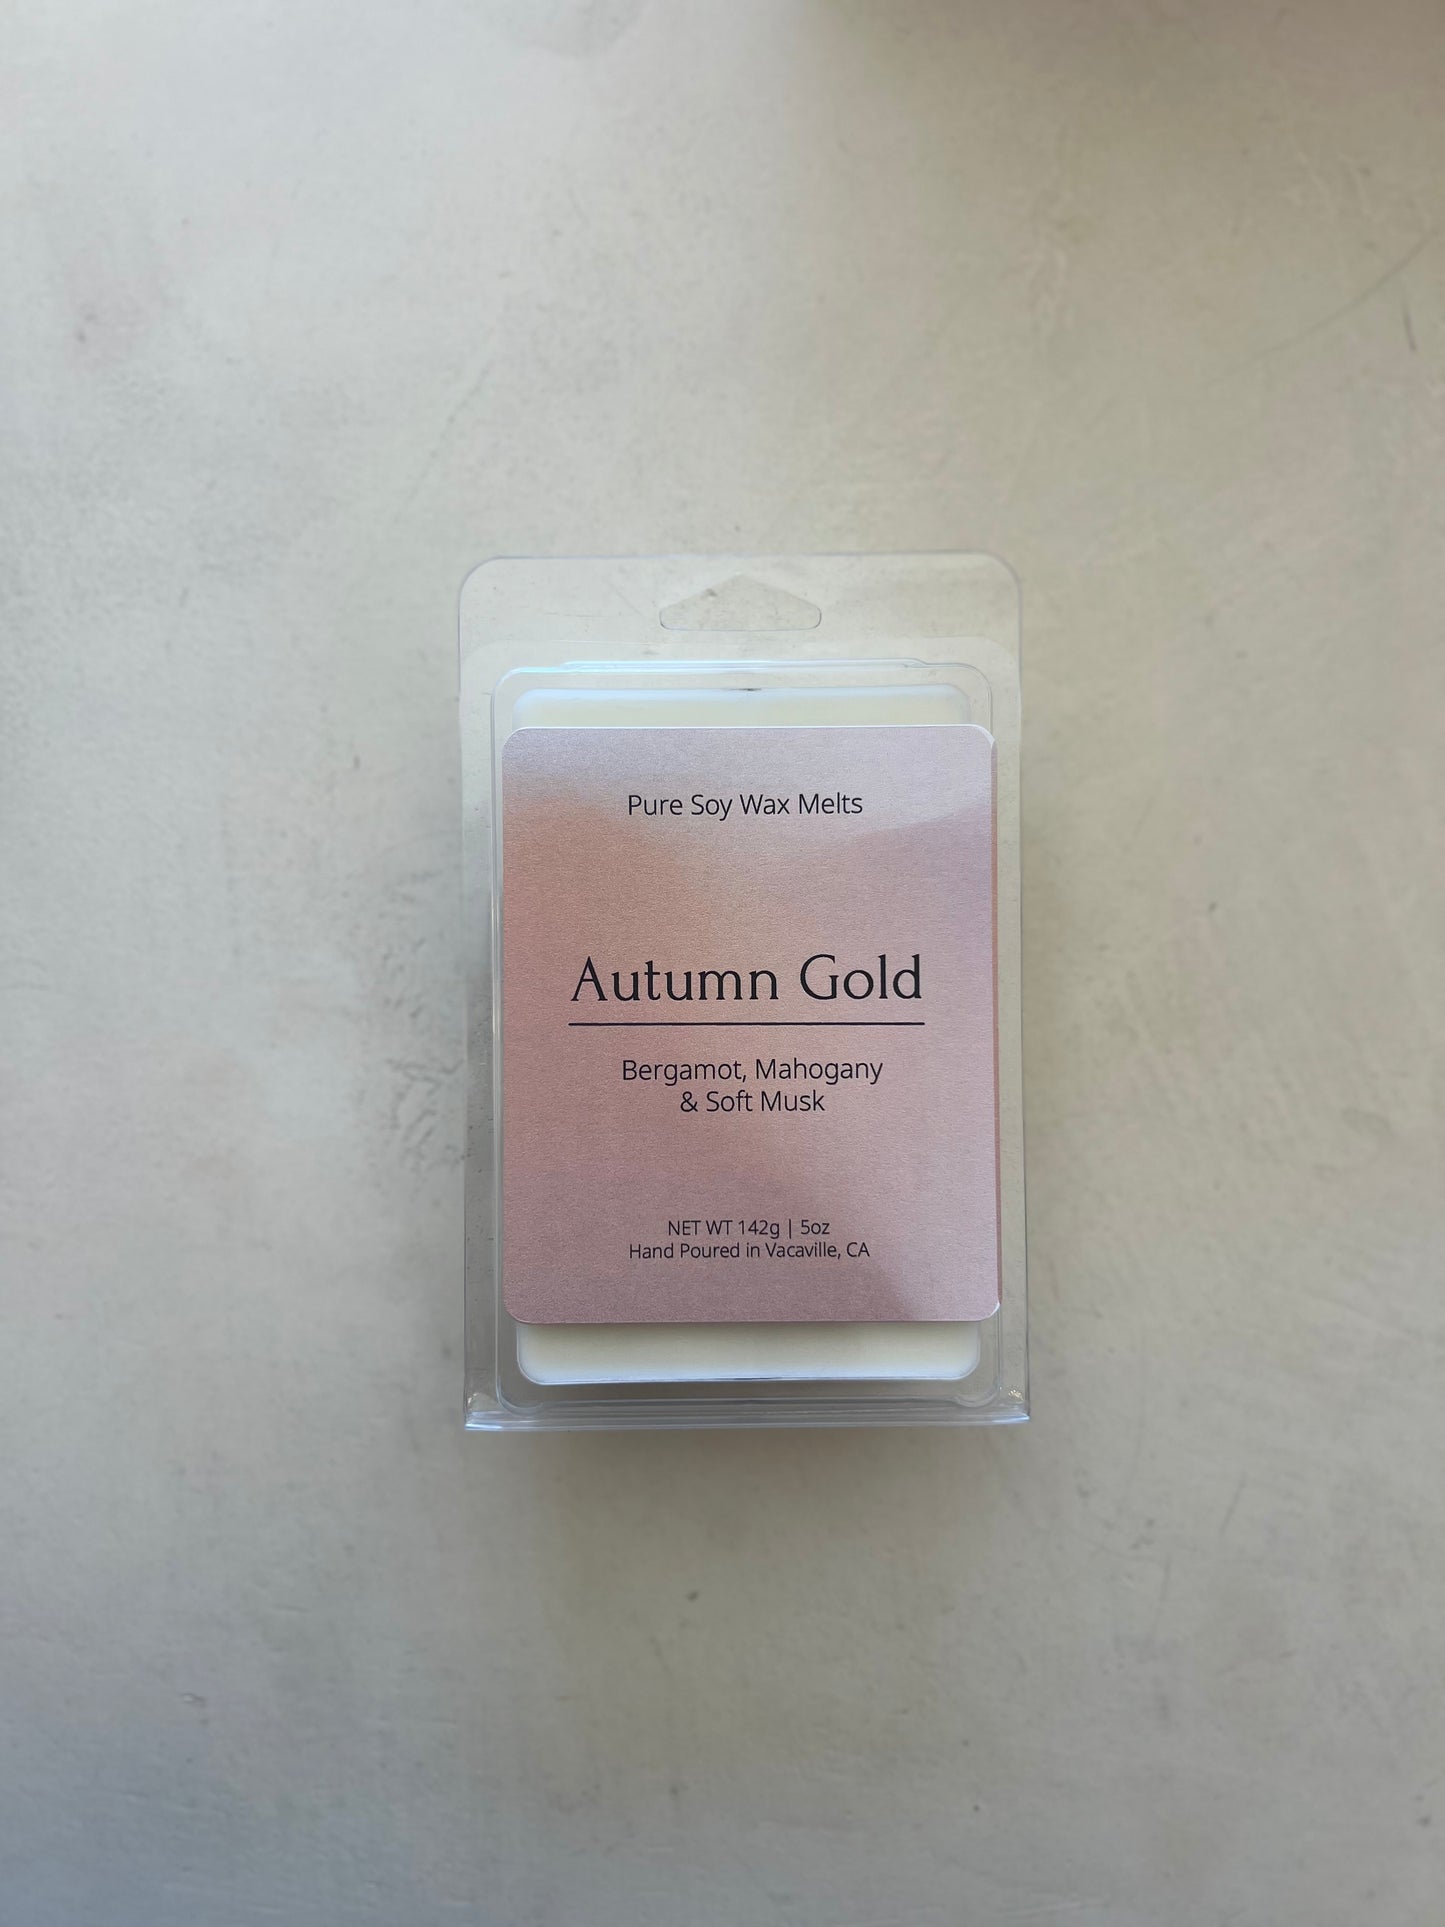 Pure Soy Wax Melts
Autumn Gold
Bergamot, Mahogany
& Soft Musk
NET WT 142g | 5oz
Hand Poured in Vacaville, CA